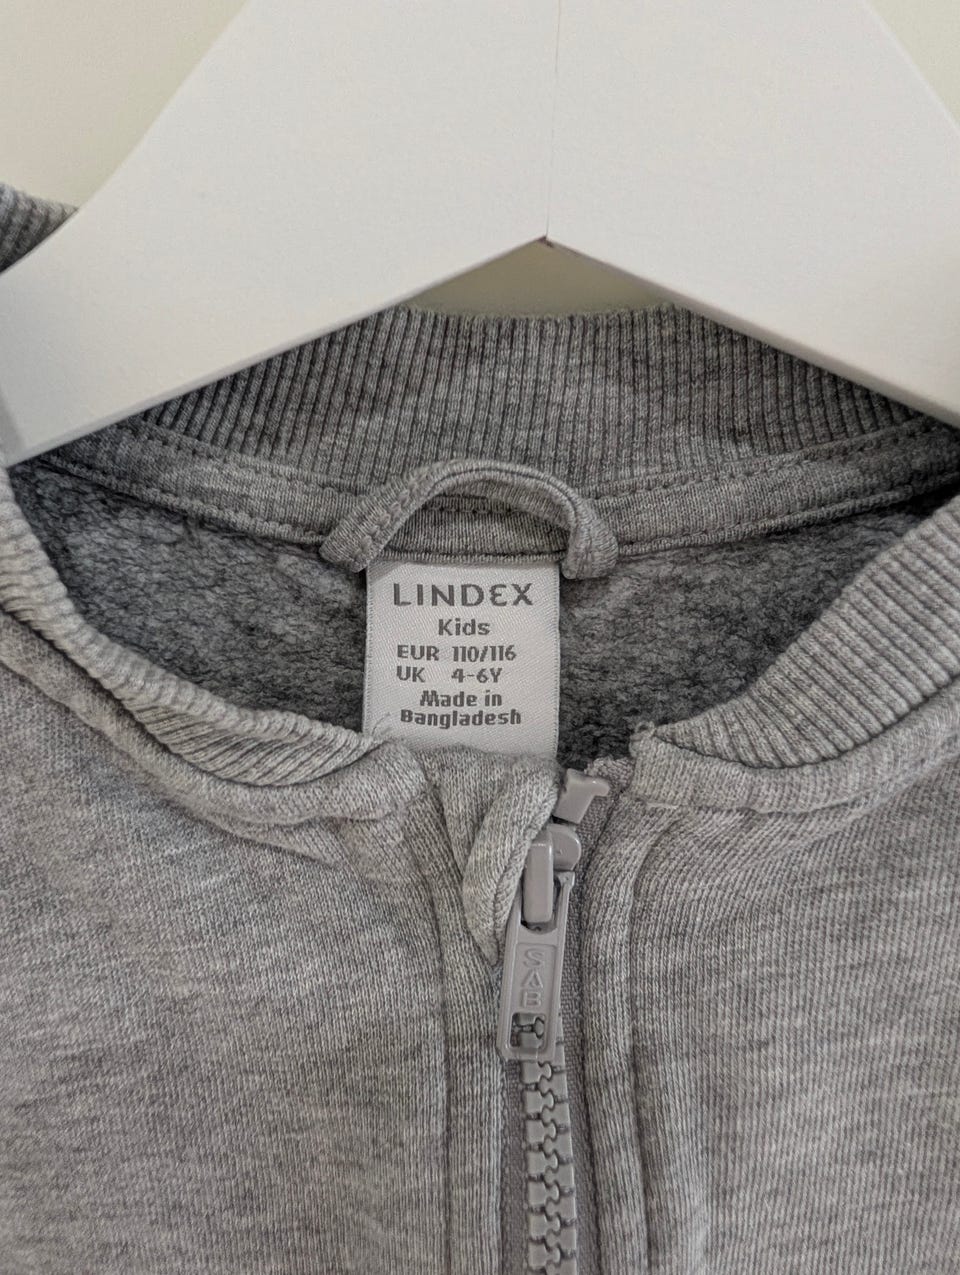 LINDEX
Kids
EUR 110/116
UK 4-6Y
Made in
Bangladesh
SAB